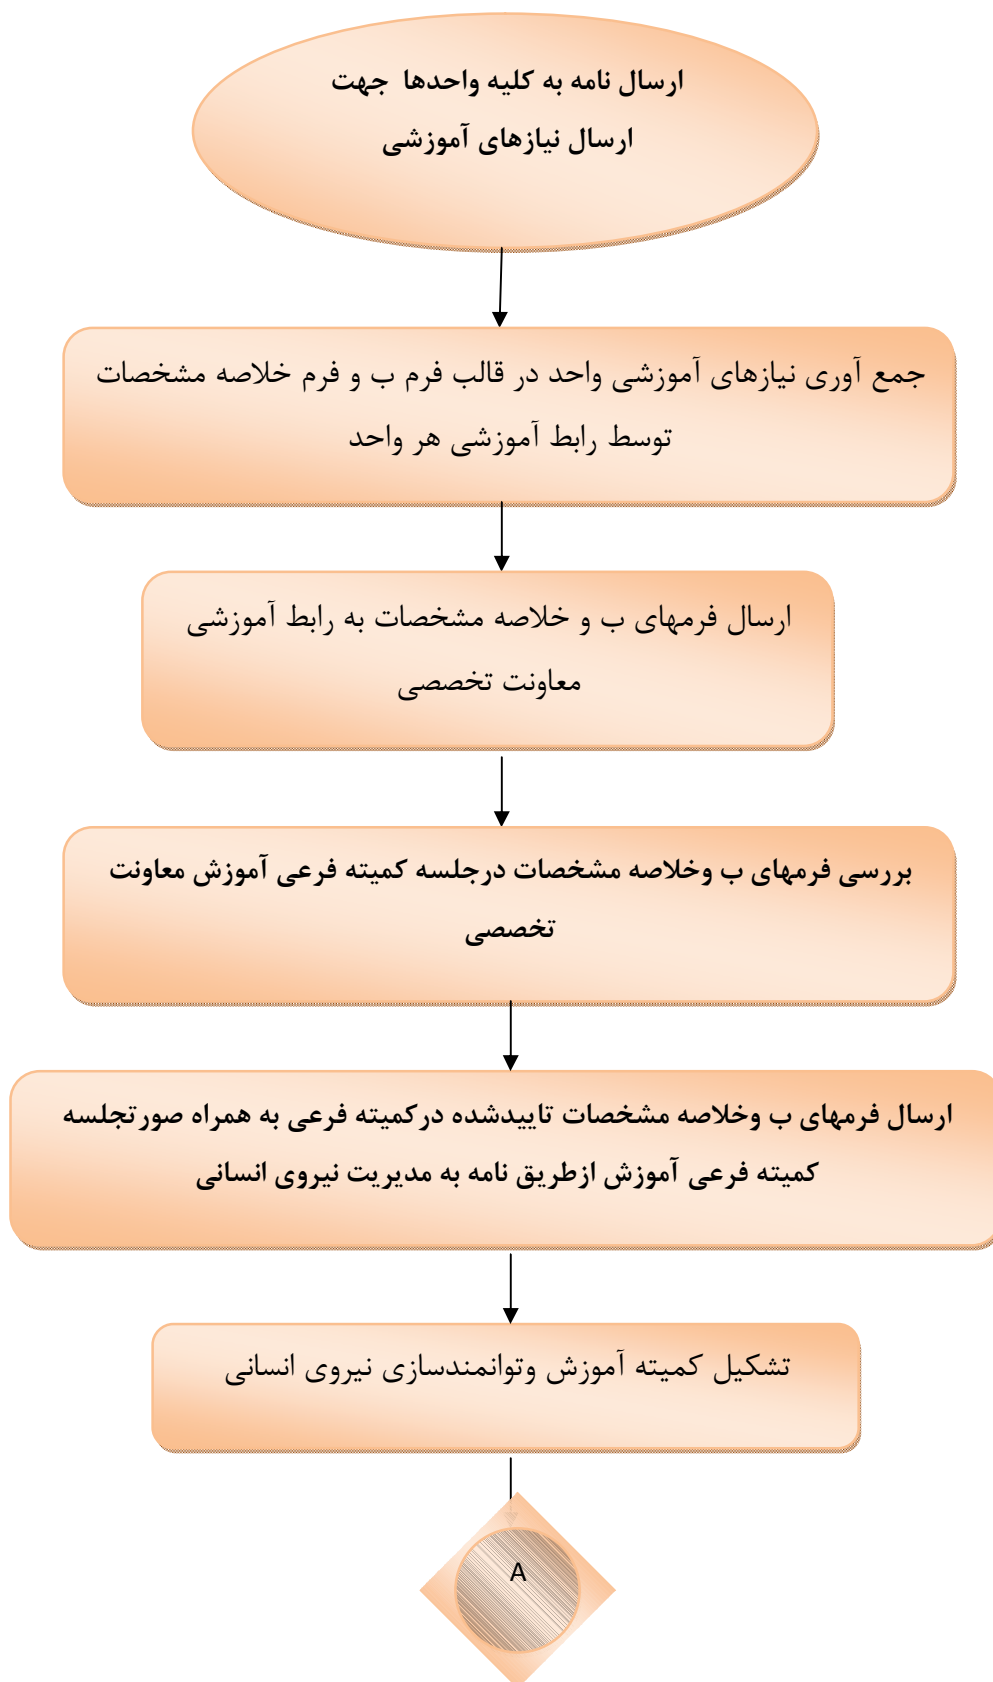 ارسال نامه به کلیه واحدها جهت
ارسال نیازهای آموزشی
جمع آوری نیازهای آموزشی واحد در قالب فرم ب و فرم خلاصه مشخصات
توسط رابط آموزشی هر واحد
ارسال فرمهای ب و خلاصه مشخصات به رابط آموزشی
معاونت تخصصی
بررسی فرمهای ب وخلاصه مشخصات درجلسه کمیته فرعی آموزش معاونت
تخصصی
ارسال فرمهای ب وخلاصه مشخصات تاییدشده درکمیته فرعی به همراه صورتجلسه
کمیته فرعی آموزش ازطریق نامه به مدیریت نیروی انسانی
تشکیل کمیته آموزش وتوانمندسازی نیروی انسانی
A